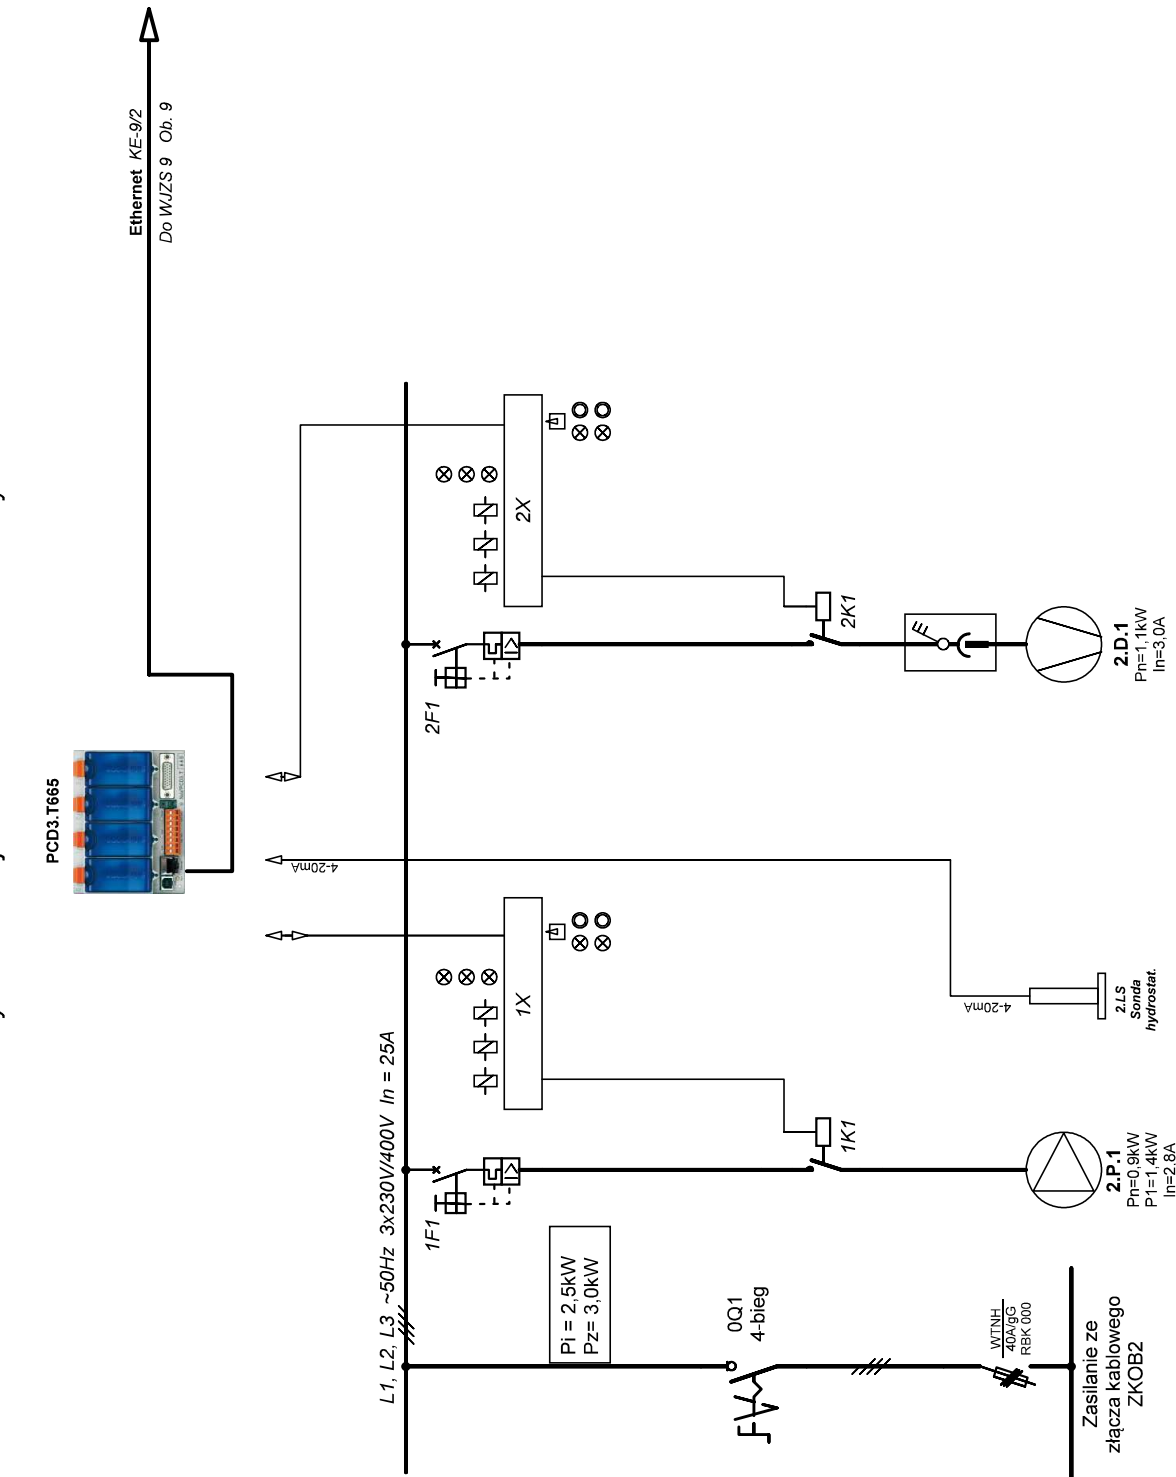 Ethernet KE-9/2
Do WJZS 9 Ob. 9
PCD3.T665
4-20mA
L1, L2, L3 ~50Hz 3x230V/400V In = 25A
1F1
1X
1K1
2.P.1
Pn=0,9kW
P1=1,4kW
In=2,8A
4-20mA
2.LS
Sonda
hydrostat.
2F1
2X
2K1
2.D.1
Pn=1,1kW
In=3,0A
Pi = 2,5kW
Pz= 3,0kW
0Q1
4-bieg
WTNH
40A/gG
RBK 000
Zasilanie ze
złącza kablowego
ZKOB2